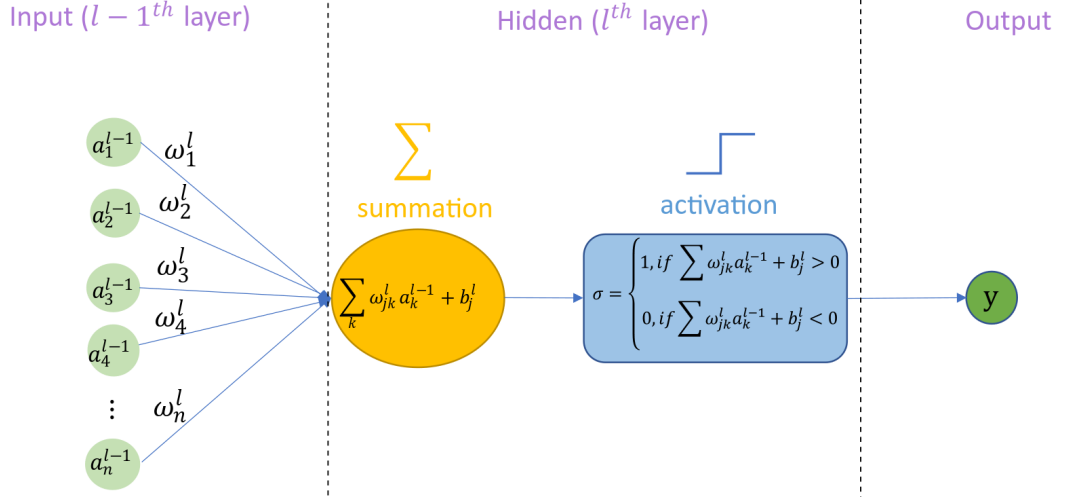 Input (l − 1ᵗʰ layer)
Hidden (lᵗʰ layer)
Output
a₁ˡ⁻¹
ω₁ˡ
a₂ˡ⁻¹
ω₂ˡ
a₃ˡ⁻¹
ω₃ˡ
a₄ˡ⁻¹
ω₄ˡ
⋮
aₙˡ⁻¹
ωₙˡ
∑
summation
∑ₖ ωⱼₖˡ aₖˡ⁻¹ + bⱼˡ
activation
σ = { 1, if ∑ ωⱼₖˡ aₖˡ⁻¹ + bⱼˡ > 0
0, if ∑ ωⱼₖˡ aₖˡ⁻¹ + bⱼˡ < 0
y